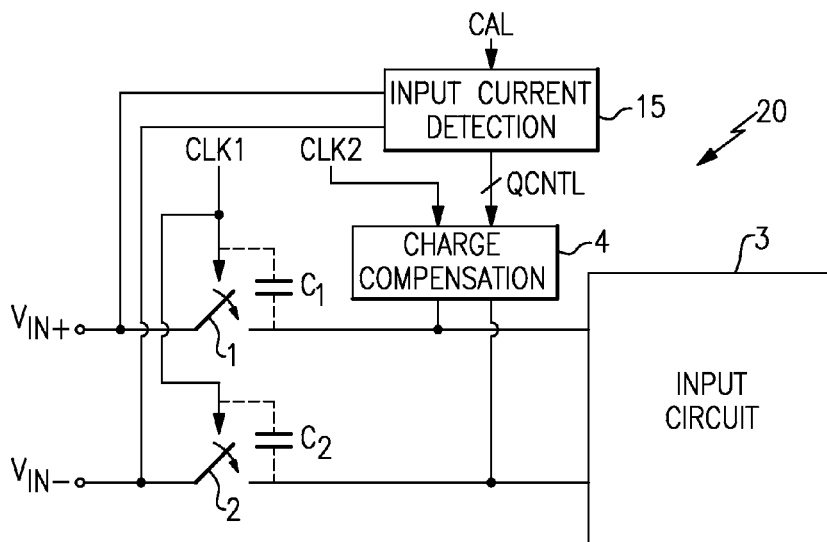 CAL
INPUT CURRENT
DETECTION
15
20
CLK1
CLK2
QCNTL
CHARGE
COMPENSATION
4
3
C1
VIN+
1
INPUT
CIRCUIT
C2
VIN-
2